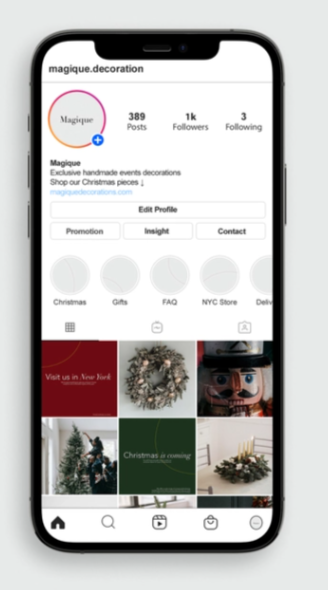 magique.decoration
Magique
389
Posts
1k
Followers
3
Following
Magique
Exclusive handmade events decorations
Shop our Christmas pieces ↓
magiquedecorations.com
Edit Profile
Promotion
Insight
Contact
Christmas
Gifts
FAQ
NYC Store
Deliv
Visit us in New York
Christmas is coming